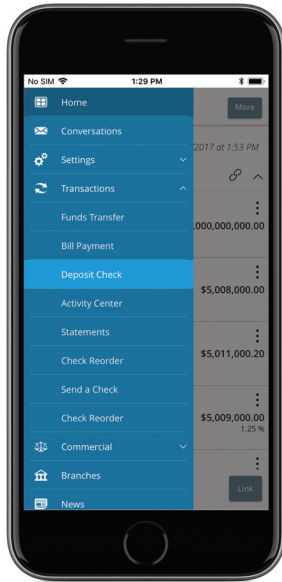 No SIM 1:29 PM
Home
More
Conversations
2017 at 1:53 PM
Settings
Transactions
Funds Transfer
,000,000,000.00
Bill Payment
Deposit Check
$5,008,000.00
Activity Center
Statements
Check Reorder
$5,011,000.20
Send a Check
Check Reorder
$5,009,000.00
1.25 %
Commercial
Branches
Link
News